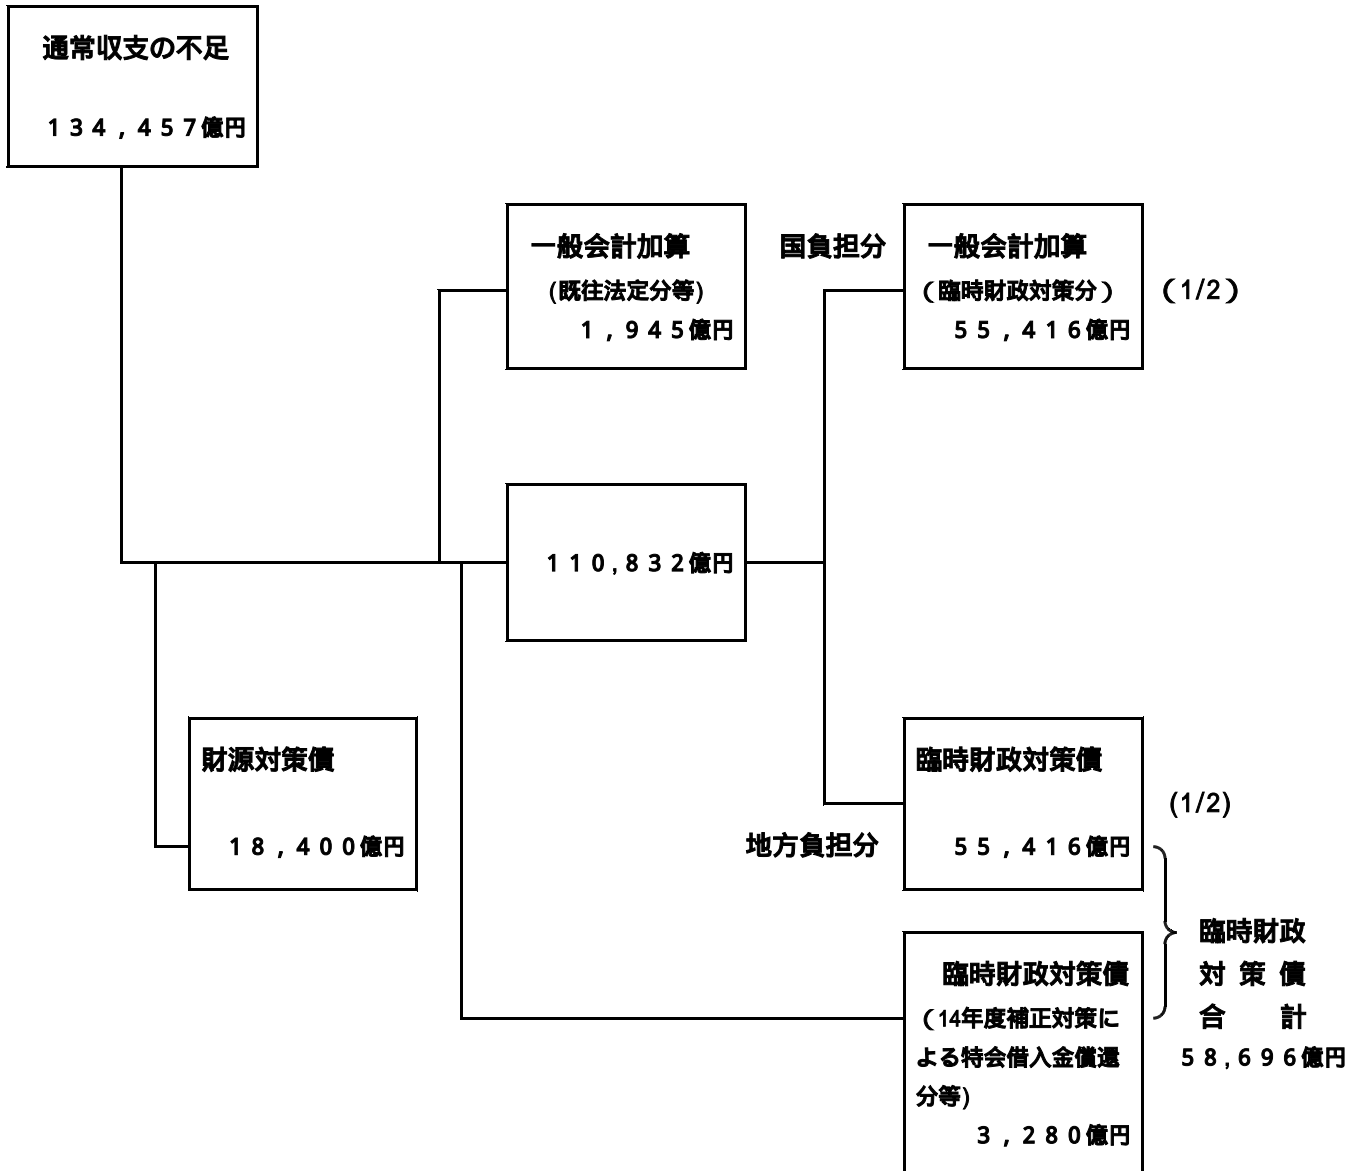 通常収支の不足
１３４，４５７億円
一般会計加算
(既往法定分等)
１，９４５億円
国負担分
一般会計加算
（臨時財政対策分）
５５，４１６億円
（1/2）
１１０,８３２億円
財源対策債
１８，４００億円
地方負担分
臨時財政対策債
５５，４１６億円
(1/2)
臨時財政対策債
（14年度補正対策に
よる特会借入金償還
分等)
３，２８０億円
臨時財政
対 策 債
合　　計
５８,６９６億円